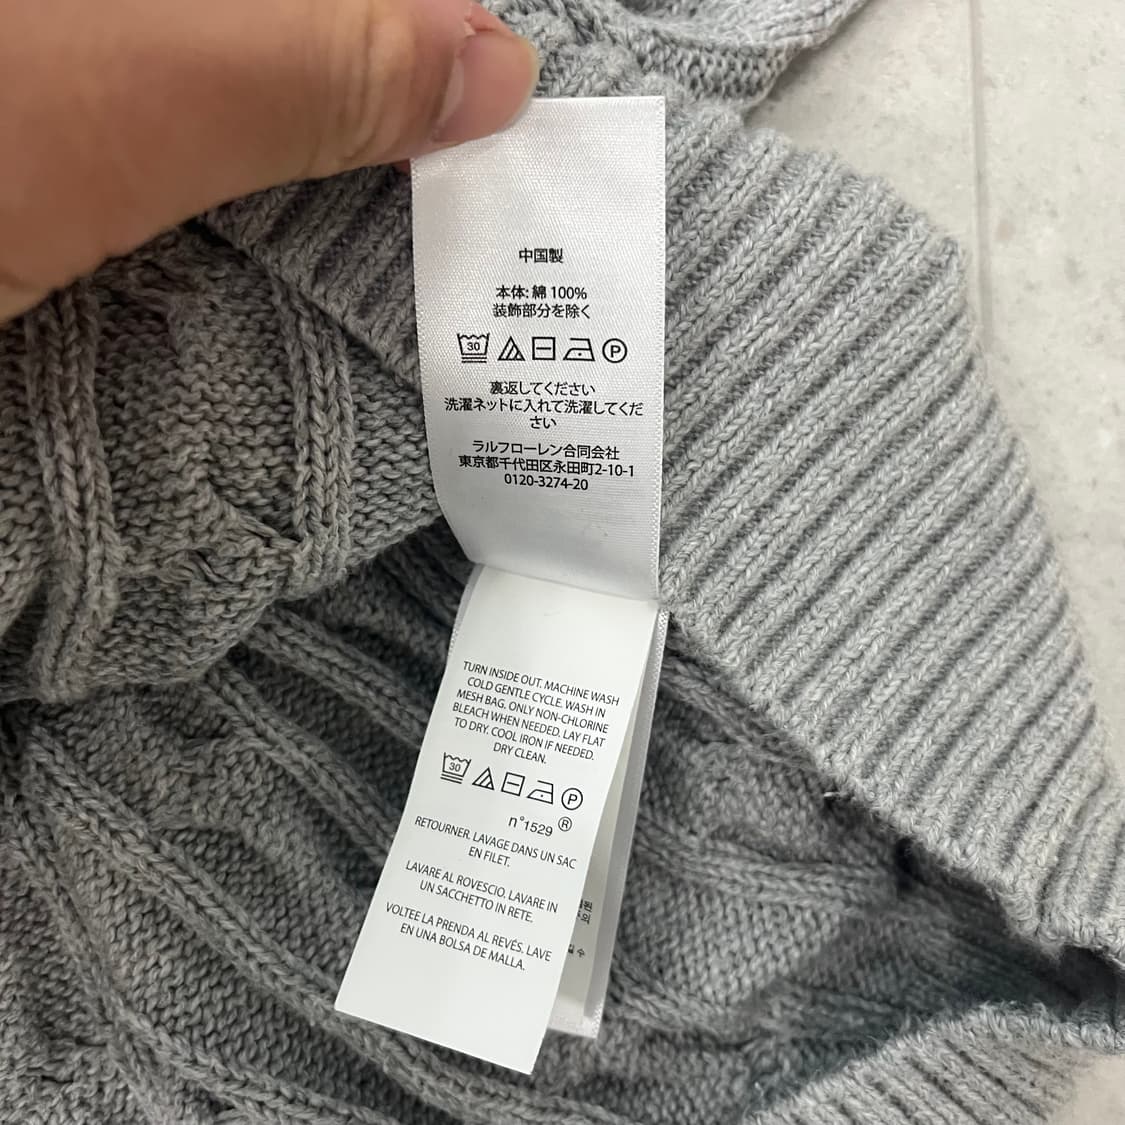 中国製
本体: 綿 100%
装飾部分を除く
30
P
裏返してください
洗濯ネットに入れて洗濯してくだ
さい
ラルフローレン合同会社
東京都千代田区永田町2-10-1
0120-3274-20
TURN INSIDE OUT. MACHINE WASH
COLD GENTLE CYCLE. WASH IN
MESH BAG. ONLY NON-CHLORINE
BLEACH WHEN NEEDED. LAY FLAT
TO DRY. COOL IRON IF NEEDED.
DRY CLEAN.
30
P
n°1529 ®
RETOURNER. LAVAGE DANS UN SAC
EN FILET.
LAVARE AL ROVESCIO. LAVARE IN
UN SACCHETTO IN RETE.
VOLTEE LA PRENDA AL REVÉS. LAVE
EN UNA BOLSA DE MALLA.